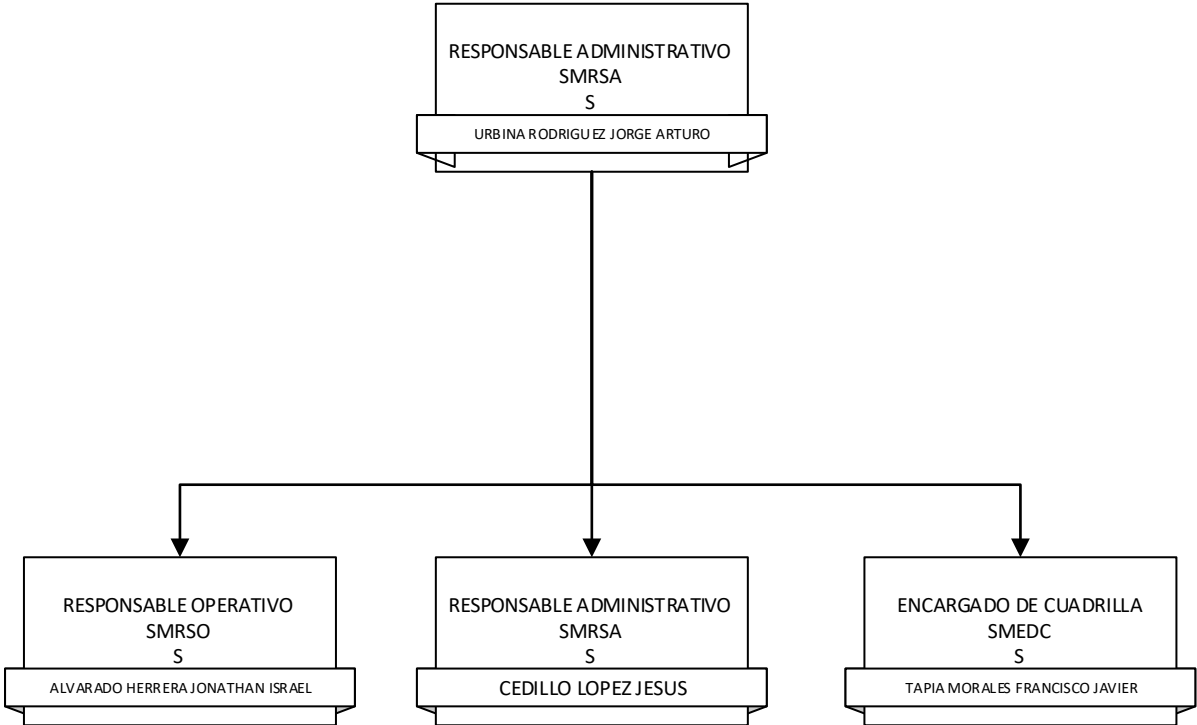 RESPONSABLE ADMINISTRATIVO
SMRSA
S
URBINA RODRIGUEZ JORGE ARTURO
RESPONSABLE OPERATIVO
SMRSO
S
ALVARADO HERRERA JONATHAN ISRAEL
RESPONSABLE ADMINISTRATIVO
SMRSA
S
CEDILLO LOPEZ JESUS
ENCARGADO DE CUADRILLA
SMEDC
S
TAPIA MORALES FRANCISCO JAVIER